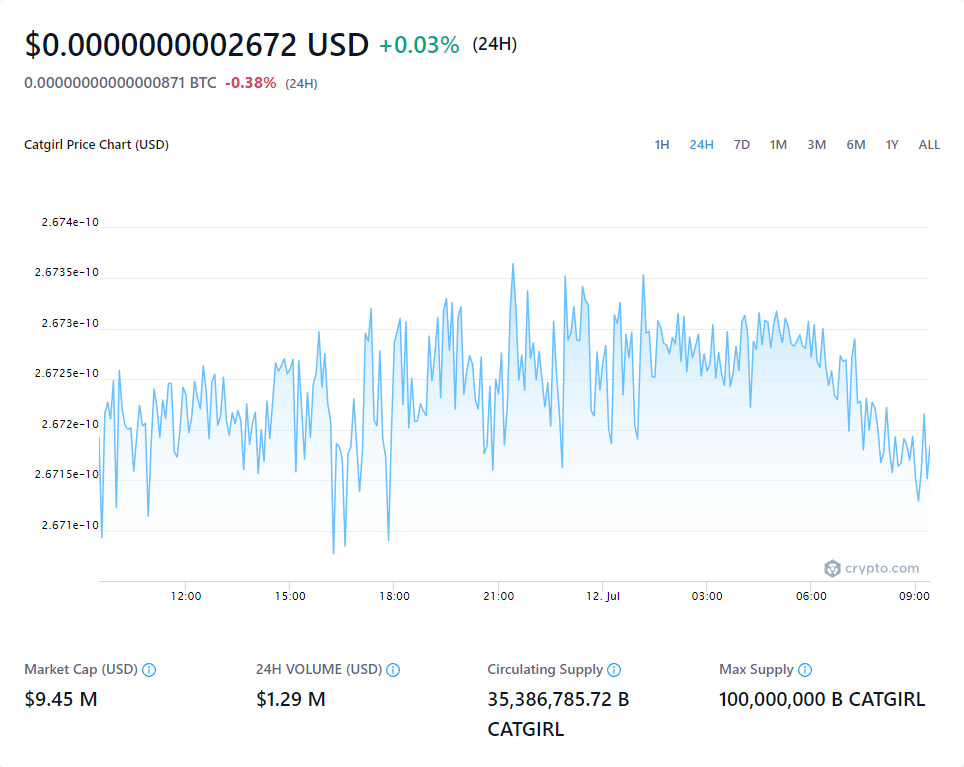 $0.0000000002672 USD +0.03% (24H)
0.00000000000000871 BTC -0.38% (24H)
Catgirl Price Chart (USD) 1H 24H 7D 1M 3M 6M 1Y ALL
2.674e-10
2.6735e-10
2.673e-10
2.6725e-10
2.672e-10
2.6715e-10
2.671e-10
crypto.com
12:00 15:00 18:00 21:00 12. Jul 03:00 06:00 09:00
Market Cap (USD) 24H VOLUME (USD) Circulating Supply Max Supply
$9.45 M $1.29 M 35,386,785.72 B 100,000,000 B CATGIRL
CATGIRL